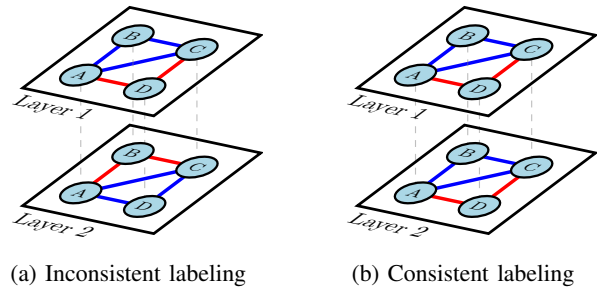 B
C
A
D
Layer 1
B
C
A
D
Layer 2
(a) Inconsistent labeling
B
C
A
D
Layer 1
B
C
A
D
Layer 2
(b) Consistent labeling